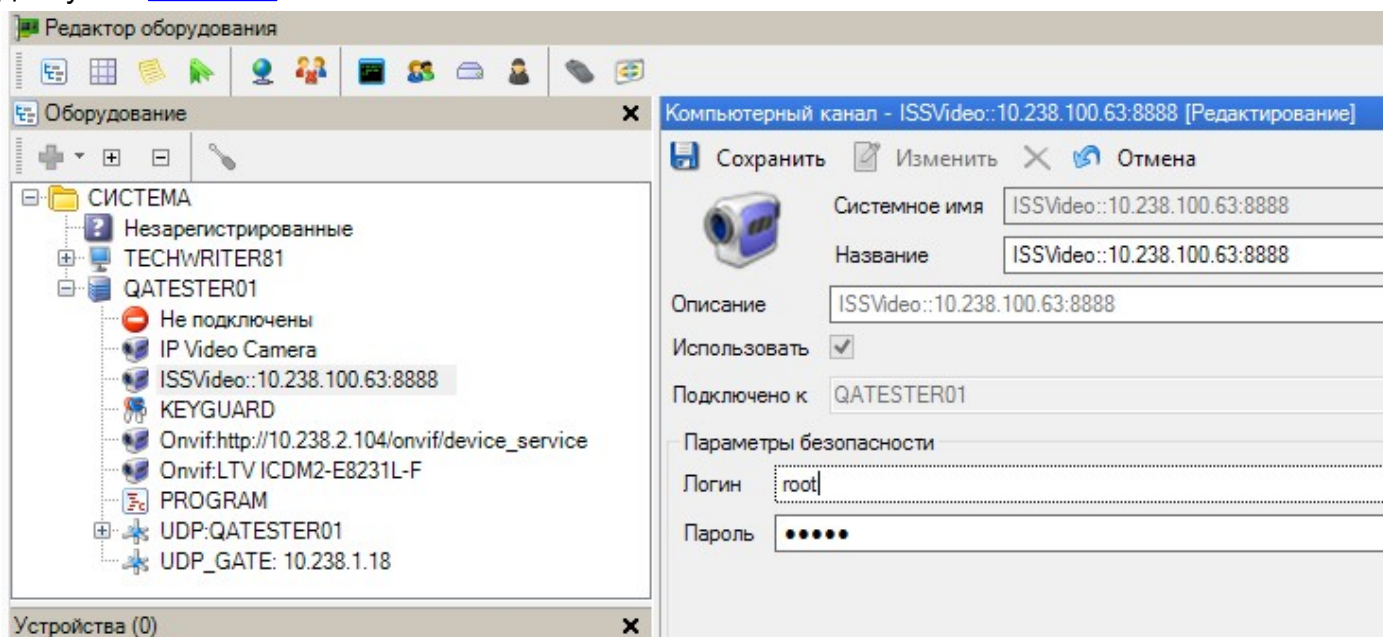 Редактор оборудования
Оборудование
СИСТЕМА
Незарегистрированные
TECHWRITER81
QATESTER01
Не подключены
IP Video Camera
ISSVideo::10.238.100.63:8888
KEYGUARD
Onvif:http://10.238.2.104/onvif/device_service
Onvif:LTV ICDM2-E8231L-F
PROGRAM
UDP:QATESTER01
UDP_GATE: 10.238.1.18
Устройства (0)
Компьютерный канал - ISSVideo::10.238.100.63:8888 [Редактирование]
Сохранить Изменить Отмена
Системное имя ISSVideo::10.238.100.63:8888
Название ISSVideo::10.238.100.63:8888
Описание ISSVideo::10.238.100.63:8888
Использовать
Подключено к QATESTER01
Параметры безопасности
Логин root
Пароль •••••